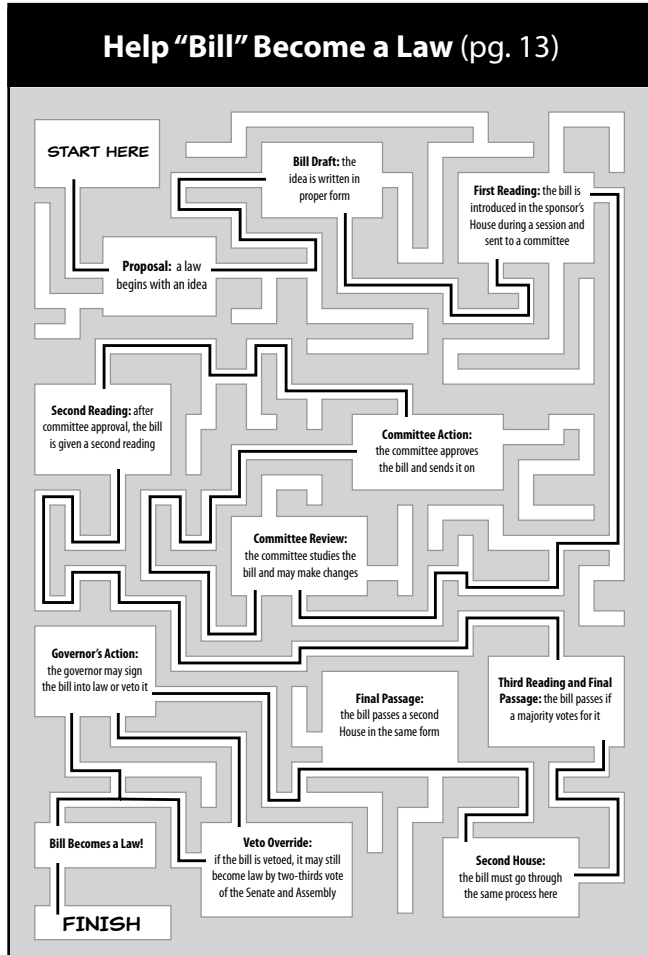 Help “Bill” Become a Law (pg. 13)
START HERE
Bill Draft: the
idea is written in
proper form
First Reading: the bill is
introduced in the sponsor’s
House during a session and
sent to a committee
Proposal: a law
begins with an idea
Second Reading: after
committee approval, the bill
is given a second reading
Committee Action:
the committee approves
the bill and sends it on
Committee Review:
the committee studies the
bill and may make changes
Governor’s Action:
the governor may sign
the bill into law or veto it
Final Passage:
the bill passes a second
House in the same form
Third Reading and Final
Passage: the bill passes if
a majority votes for it
Bill Becomes a Law!
Veto Override:
if the bill is vetoed, it may still
become law by two-thirds vote
of the Senate and Assembly
Second House:
the bill must go through
the same process here
FINISH